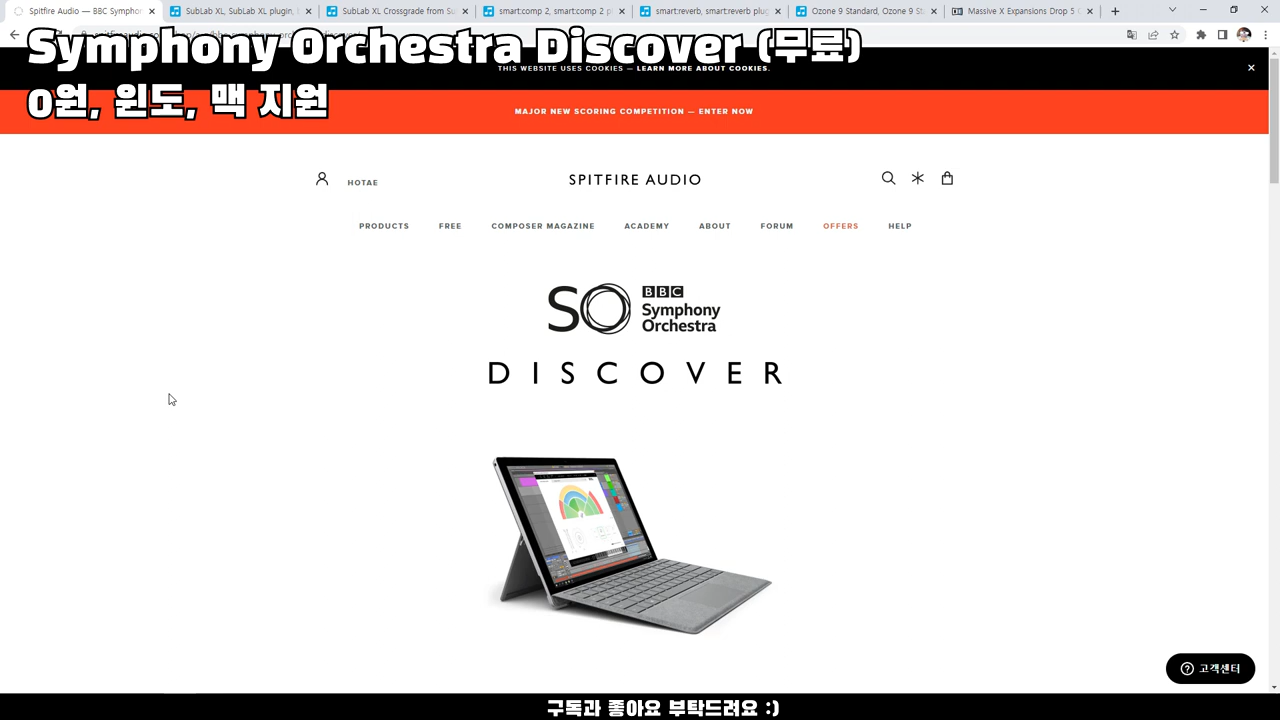 Spitfire Audio — BBC Symphon
SubLab XL, SubLab XL plugin,
SubLab XL Crossgrade from Su
smart:comp 2, smart:comp 2 pl
smart:reverb, smart:reverb plug
Ozone 9 Standard, Ozone 9 St
Massive X Expansions Drop 5
Symphony Orchestra Discover (무료)
THIS WEBSITE USES COOKIES — LEARN MORE ABOUT COOKIES.
0원, 윈도, 맥 지원
MAJOR NEW SCORING COMPETITION — ENTER NOW
HOTAE
SPITFIRE AUDIO
PRODUCTS FREE COMPOSER MAGAZINE ACADEMY ABOUT FORUM OFFERS HELP
SO BBC
Symphony
Orchestra
DISCOVER
고객센터
구독과 좋아요 부탁드려요 :)